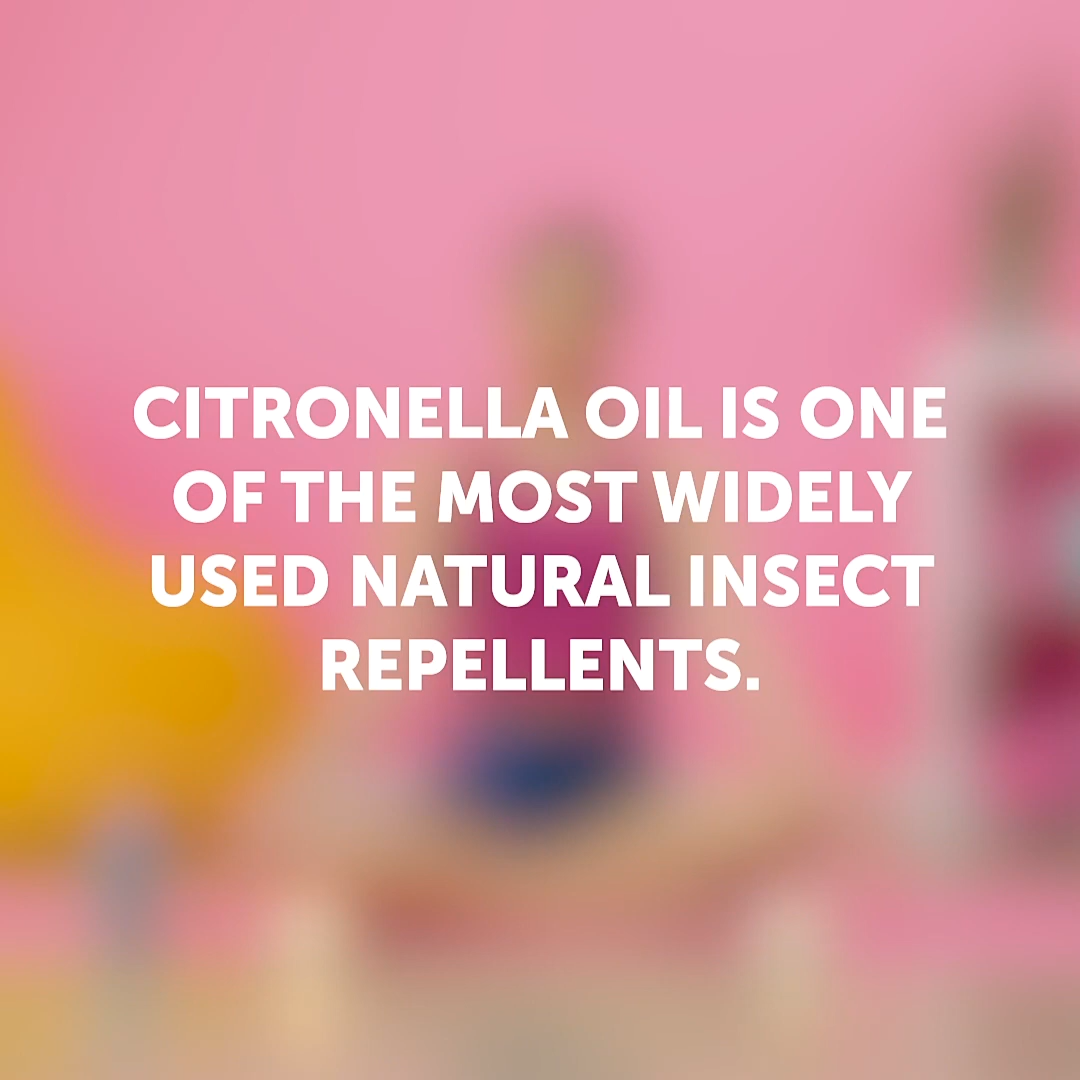 CITRONELLA OIL IS ONE
OF THE MOST WIDELY
USED NATURAL INSECT
REPELLENTS.